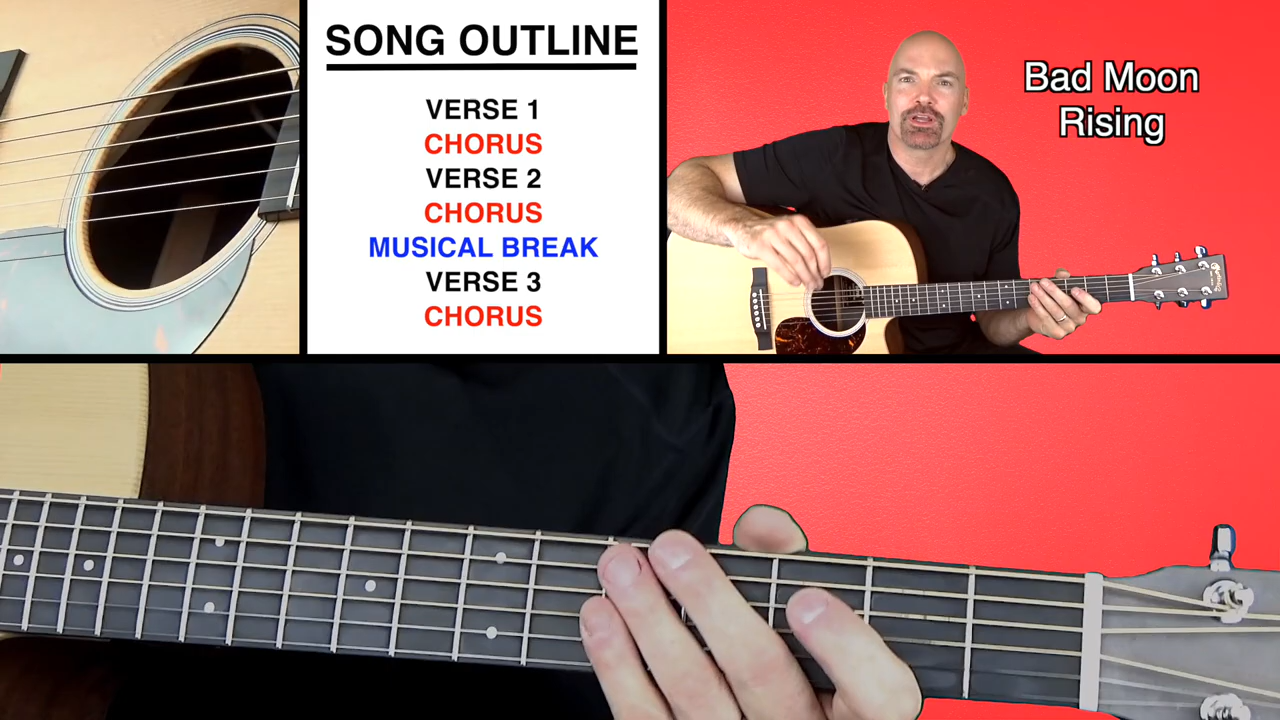 SONG OUTLINE
VERSE 1
CHORUS
VERSE 2
CHORUS
MUSICAL BREAK
VERSE 3
CHORUS
Bad Moon
Rising